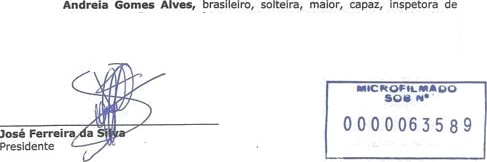 Andreia Gomes Alves, brasileiro, solteira, maior, capaz, inspetora de
José Ferreira da Silva
Presidente
MICROFILMADO
SOB Nº
0000063589